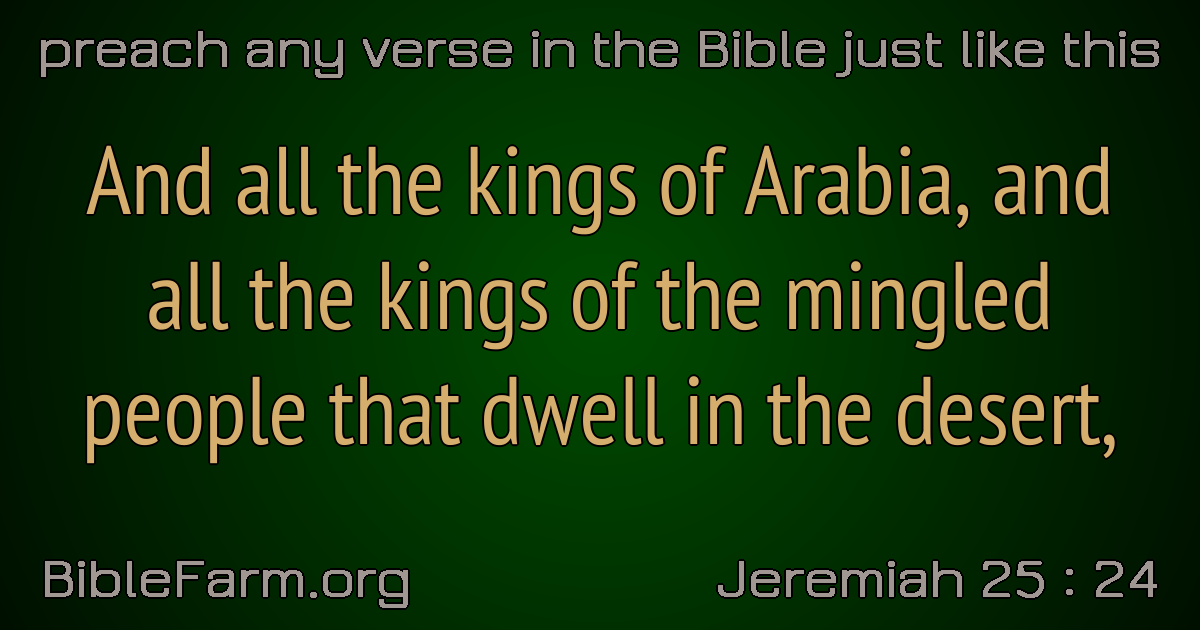 preach any verse in the Bible just like this
And all the kings of Arabia, and
all the kings of the mingled
people that dwell in the desert,
BibleFarm.org
Jeremiah 25 : 24